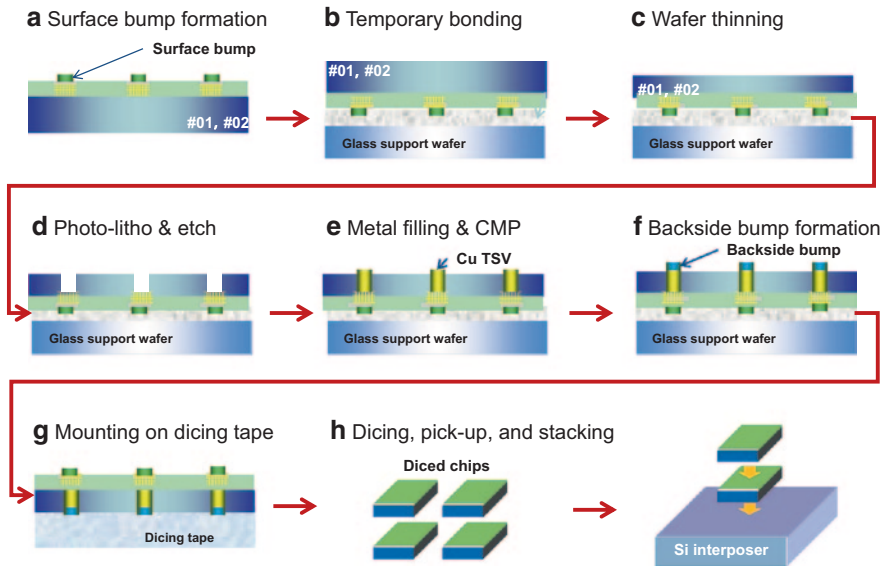 a Surface bump formation
Surface bump
#01, #02
b Temporary bonding
#01, #02
Glass support wafer
c Wafer thinning
#01, #02
Glass support wafer
d Photo-litho & etch
Glass support wafer
e Metal filling & CMP
Cu TSV
Glass support wafer
f Backside bump formation
Backside bump
Glass support wafer
g Mounting on dicing tape
Dicing tape
h Dicing, pick-up, and stacking
Diced chips
Si interposer